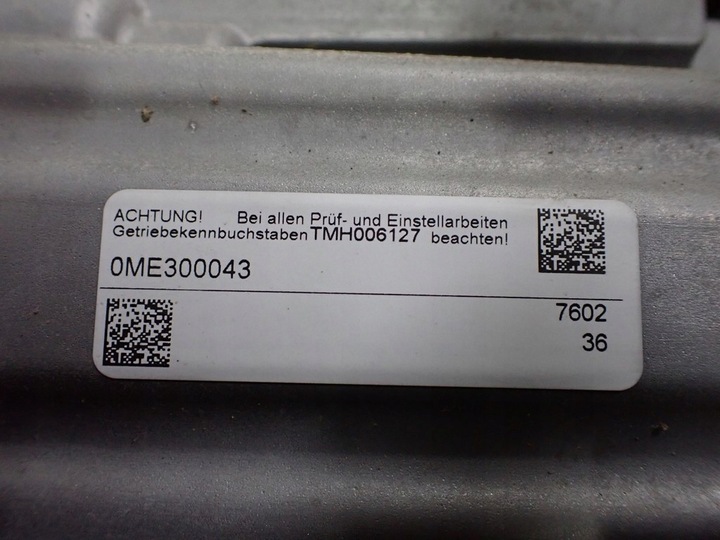 ACHTUNG! Bei allen Prüf- und Einstellarbeiten
Getriebekennbuchstaben TMH006127 beachten!
0ME300043
7602
36